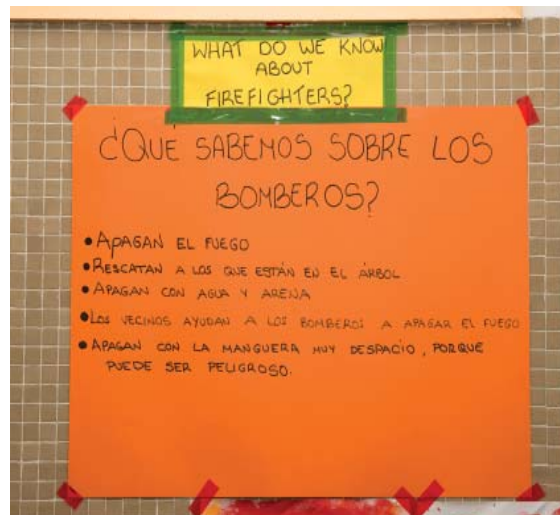 WHAT DO WE KNOW
ABOUT
FIREFIGHTERS?
¿QUÉ SABEMOS SOBRE LOS
BOMBEROS?
• APAGAN EL FUEGO
• RESCATAN A LOS QUE ESTÁN EN EL ÁRBOL
• APAGAN CON AGUA Y ARENA
• LOS VECINOS AYUDAN A LOS BOMBEROS A APAGAR EL FUEGO
• APAGAN CON LA MANGUERA MUY DESPACIO, PORQUE
PUEDE SER PELIGROSO.